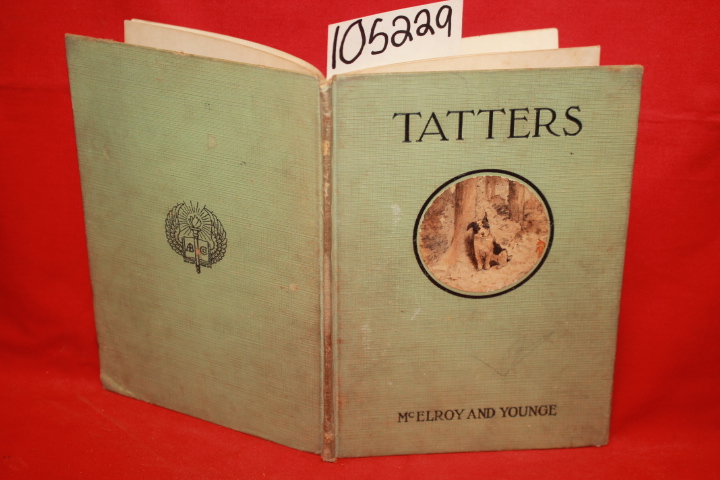 105229
TATTERS
McELROY AND YOUNGE